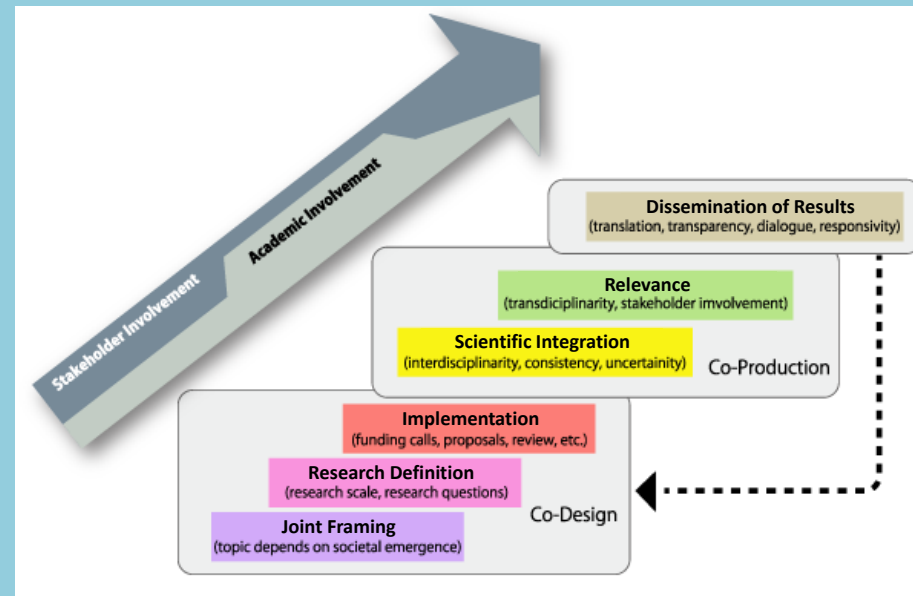 Stakeholder Involvement
Academic Involvement
Dissemination of Results
(translation, transparency, dialogue, responsivity)
Relevance
(transdiciplinarity, stakeholder imvolvement)
Scientific Integration
(interdisciplinarity, consistency, uncertainity)
Co-Production
Implementation
(funding calls, proposals, review, etc.)
Research Definition
(research scale, research questions)
Co-Design
Joint Framing
(topic depends on societal emergence)